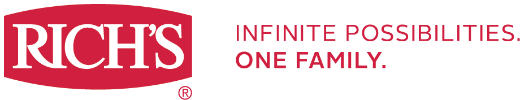 RICH'S®
INFINITE POSSIBILITIES.
ONE FAMILY.